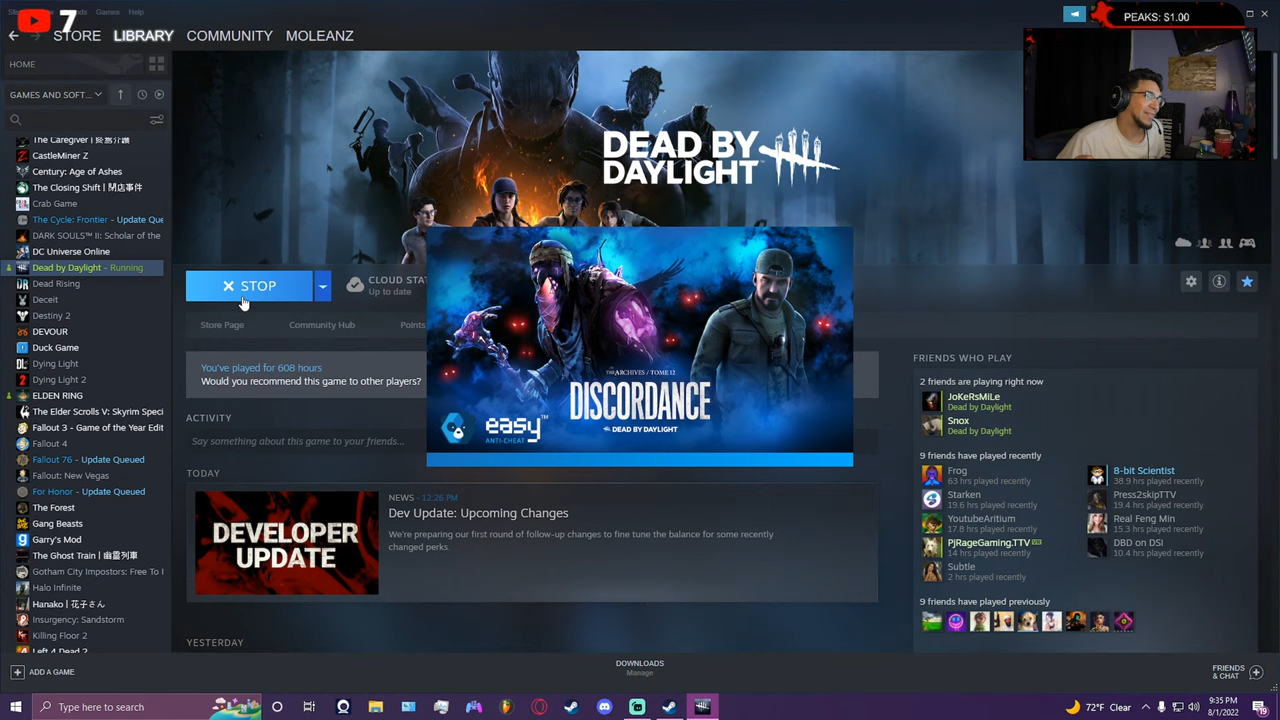 7
Games
Help
PEAKS: $1.00
STORE
LIBRARY
COMMUNITY
MOLEANZ
HOME
GAMES AND SOFT...
The Caregiver | 終焉介護
CastleMiner Z
Century: Age of Ashes
The Closing Shift | 閉店事件
Crab Game
The Cycle: Frontier - Update Que
DARK SOULS™ II: Scholar of the
DC Universe Online
Dead by Daylight - Running
Dead Rising
Deceit
Destiny 2
DEVOUR
Duck Game
Dying Light
Dying Light 2
ELDEN RING
The Elder Scrolls V: Skyrim Speci
Fallout 3 - Game of the Year Edit
Fallout 4
Fallout 76 - Update Queued
Fallout: New Vegas
For Honor - Update Queued
The Forest
Gang Beasts
Garry's Mod
The Ghost Train | 幽霊列車
Gotham City Impostors: Free To I
Halo Infinite
Hanako | 花子さん
Insurgency: Sandstorm
Killing Floor 2
Left 4 Dead 2
DEAD BY
DAYLIGHT™
STOP
CLOUD STAT
Up to date
Store Page
Community Hub
Points
You've played for 608 hours
Would you recommend this game to other players?
ACTIVITY
Say something about this game to your friends...
THE ARCHIVES / TOME 12
DISCORDANCE
DEAD BY DAYLIGHT
easy™
ANTI-CHEAT
TODAY
DEVELOPER
UPDATE
NEWS - 12:26 PM
Dev Update: Upcoming Changes
We're preparing our first round of follow-up changes to fine tune the balance for some recently
changed perks.
YESTERDAY
FRIENDS WHO PLAY
2 friends are playing right now
JoKeRsMiLe
Dead by Daylight
Snox
Dead by Daylight
9 friends have played recently
Frog
63 hrs played recently
8-bit Scientist
38.9 hrs played recently
Starken
19.6 hrs played recently
Press2skipTTV
19.4 hrs played recently
YoutubeAritium
17.8 hrs played recently
Real Feng Min
15.3 hrs played recently
PjRageGaming.TTV VR
14 hrs played recently
DBD on DSI
10.4 hrs played recently
Subtle
2 hrs played recently
9 friends have played previously
ADD A GAME
DOWNLOADS
Manage
FRIENDS
& CHAT
Type here to search
72°F Clear
9:35 PM
8/1/2022
19